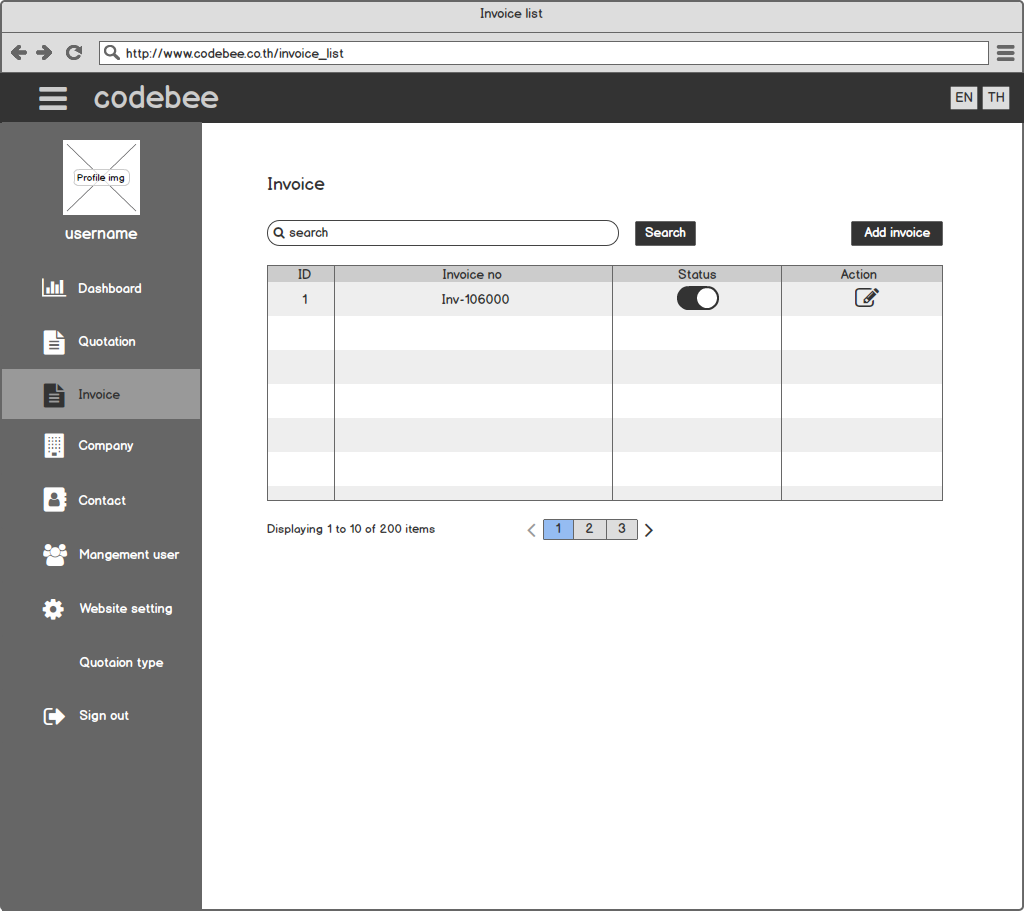 Invoice list
http://www.codebee.co.th/invoice_list
codebee
EN TH
Profile img
username
Dashboard
Quotation
Invoice
Company
Contact
Mangement user
Website setting
Quotaion type
Sign out
Invoice
search
Search
Add invoice
ID Invoice no Status Action
1 Inv-106000
Displaying 1 to 10 of 200 items
1 2 3